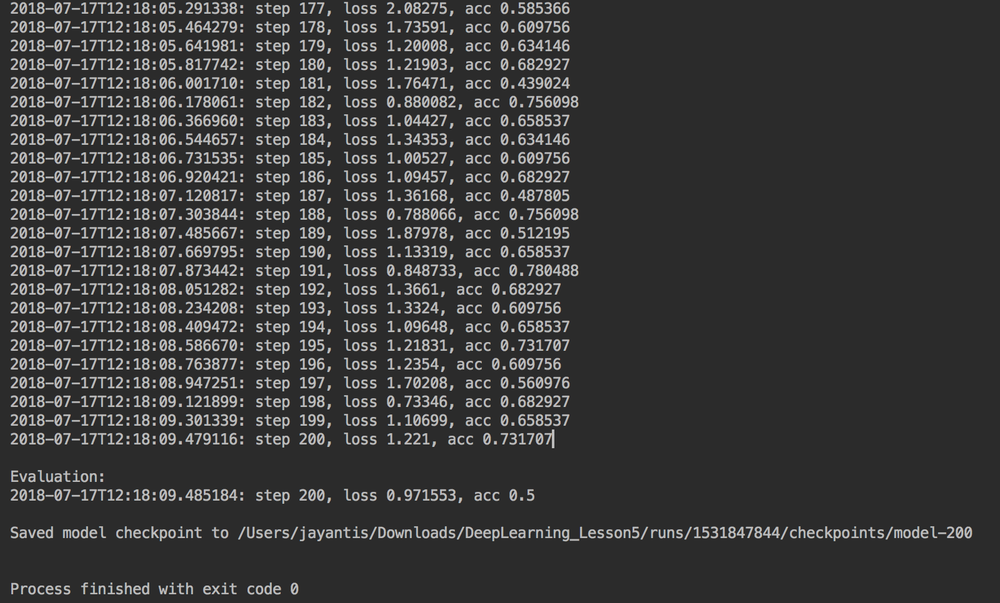 2018-07-17T12:18:05.291338: step 177, loss 2.08275, acc 0.585366
2018-07-17T12:18:05.464279: step 178, loss 1.73591, acc 0.609756
2018-07-17T12:18:05.641981: step 179, loss 1.20008, acc 0.634146
2018-07-17T12:18:05.817742: step 180, loss 1.21903, acc 0.682927
2018-07-17T12:18:06.001710: step 181, loss 1.76471, acc 0.439024
2018-07-17T12:18:06.178061: step 182, loss 0.880082, acc 0.756098
2018-07-17T12:18:06.366960: step 183, loss 1.04427, acc 0.658537
2018-07-17T12:18:06.544657: step 184, loss 1.34353, acc 0.634146
2018-07-17T12:18:06.731535: step 185, loss 1.00527, acc 0.609756
2018-07-17T12:18:06.920421: step 186, loss 1.09457, acc 0.682927
2018-07-17T12:18:07.120817: step 187, loss 1.36168, acc 0.487805
2018-07-17T12:18:07.303844: step 188, loss 0.788066, acc 0.756098
2018-07-17T12:18:07.485667: step 189, loss 1.87978, acc 0.512195
2018-07-17T12:18:07.669795: step 190, loss 1.13319, acc 0.658537
2018-07-17T12:18:07.873442: step 191, loss 0.848733, acc 0.780488
2018-07-17T12:18:08.051282: step 192, loss 1.3661, acc 0.682927
2018-07-17T12:18:08.234208: step 193, loss 1.3324, acc 0.609756
2018-07-17T12:18:08.409472: step 194, loss 1.09648, acc 0.658537
2018-07-17T12:18:08.586670: step 195, loss 1.21831, acc 0.731707
2018-07-17T12:18:08.763877: step 196, loss 1.2354, acc 0.609756
2018-07-17T12:18:08.947251: step 197, loss 1.70208, acc 0.560976
2018-07-17T12:18:09.121899: step 198, loss 0.73346, acc 0.682927
2018-07-17T12:18:09.301339: step 199, loss 1.10699, acc 0.658537
2018-07-17T12:18:09.479116: step 200, loss 1.221, acc 0.731707
Evaluation:
2018-07-17T12:18:09.485184: step 200, loss 0.971553, acc 0.5
Saved model checkpoint to /Users/jayantis/Downloads/DeepLearning_Lesson5/runs/1531847844/checkpoints/model-200
Process finished with exit code 0